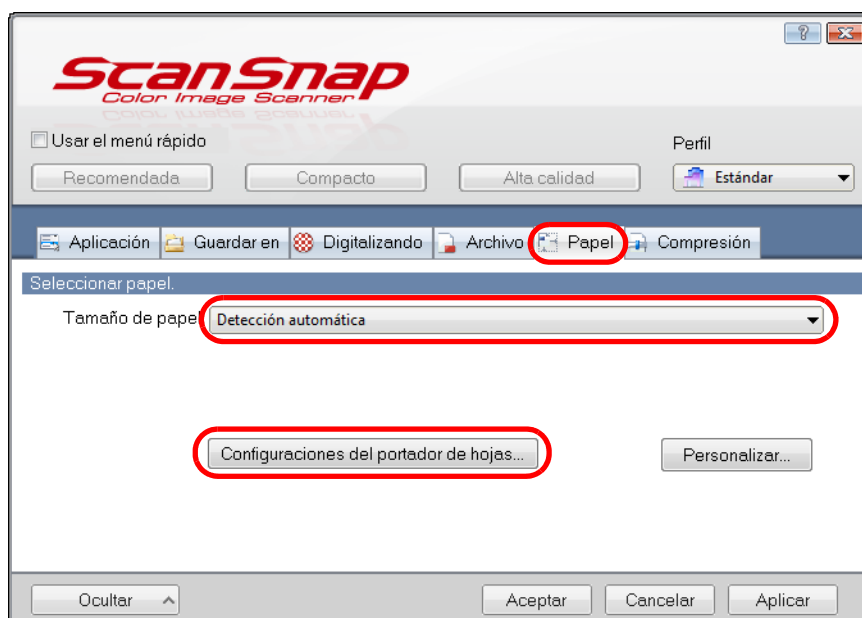 ScanSnap
Color Image Scanner
Usar el menú rápido
Perfil
Recomendada Compacto Alta calidad Estándar
Aplicación Guardar en Digitalizando Archivo Papel Compresión
Seleccionar papel.
Tamaño de papel Detección automática
Configuraciones del portador de hojas... Personalizar...
Ocultar Aceptar Cancelar Aplicar